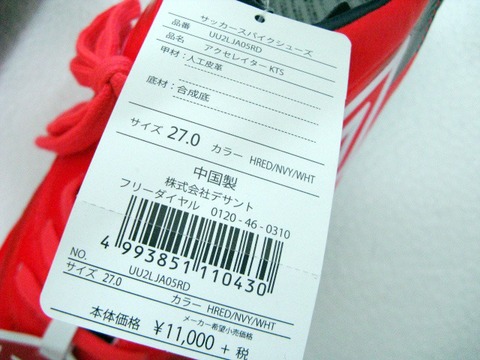 サッカースパイクシューズ
品番 UU2LJA05RD
品名 アクセレイター KTS
甲材：人工皮革
底材：合成底
サイズ 27.0 カラー HRED/NVY/WHT
中国製
株式会社デサント
フリーダイヤル 0120-46-0310
4 993851 110430
NO. UU2LJA05RD
サイズ 27.0 カラー HRED/NVY/WHT
メーカー希望小売価格
本体価格 ¥11,000 + 税